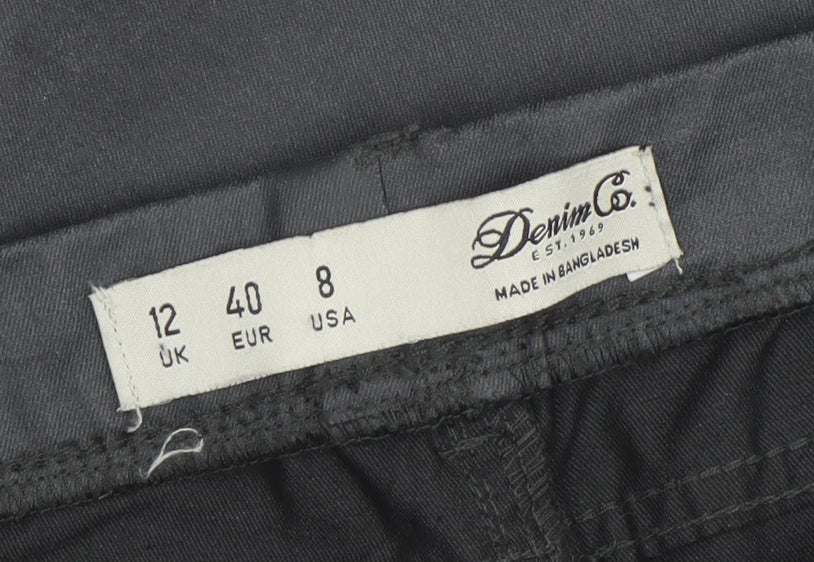 12 40 8
UK EUR USA
Denim Co.
EST. 1969
MADE IN BANGLADESH